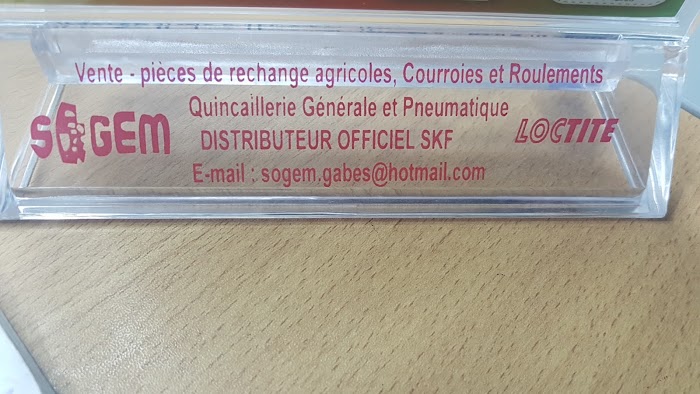 Vente - pièces de rechange agricoles, Courroies et Roulements
SOGEM
Quincaillerie Générale et Pneumatique
DISTRIBUTEUR OFFICIEL SKF
LOCTITE
E-mail : sogem.gabes@hotmail.com